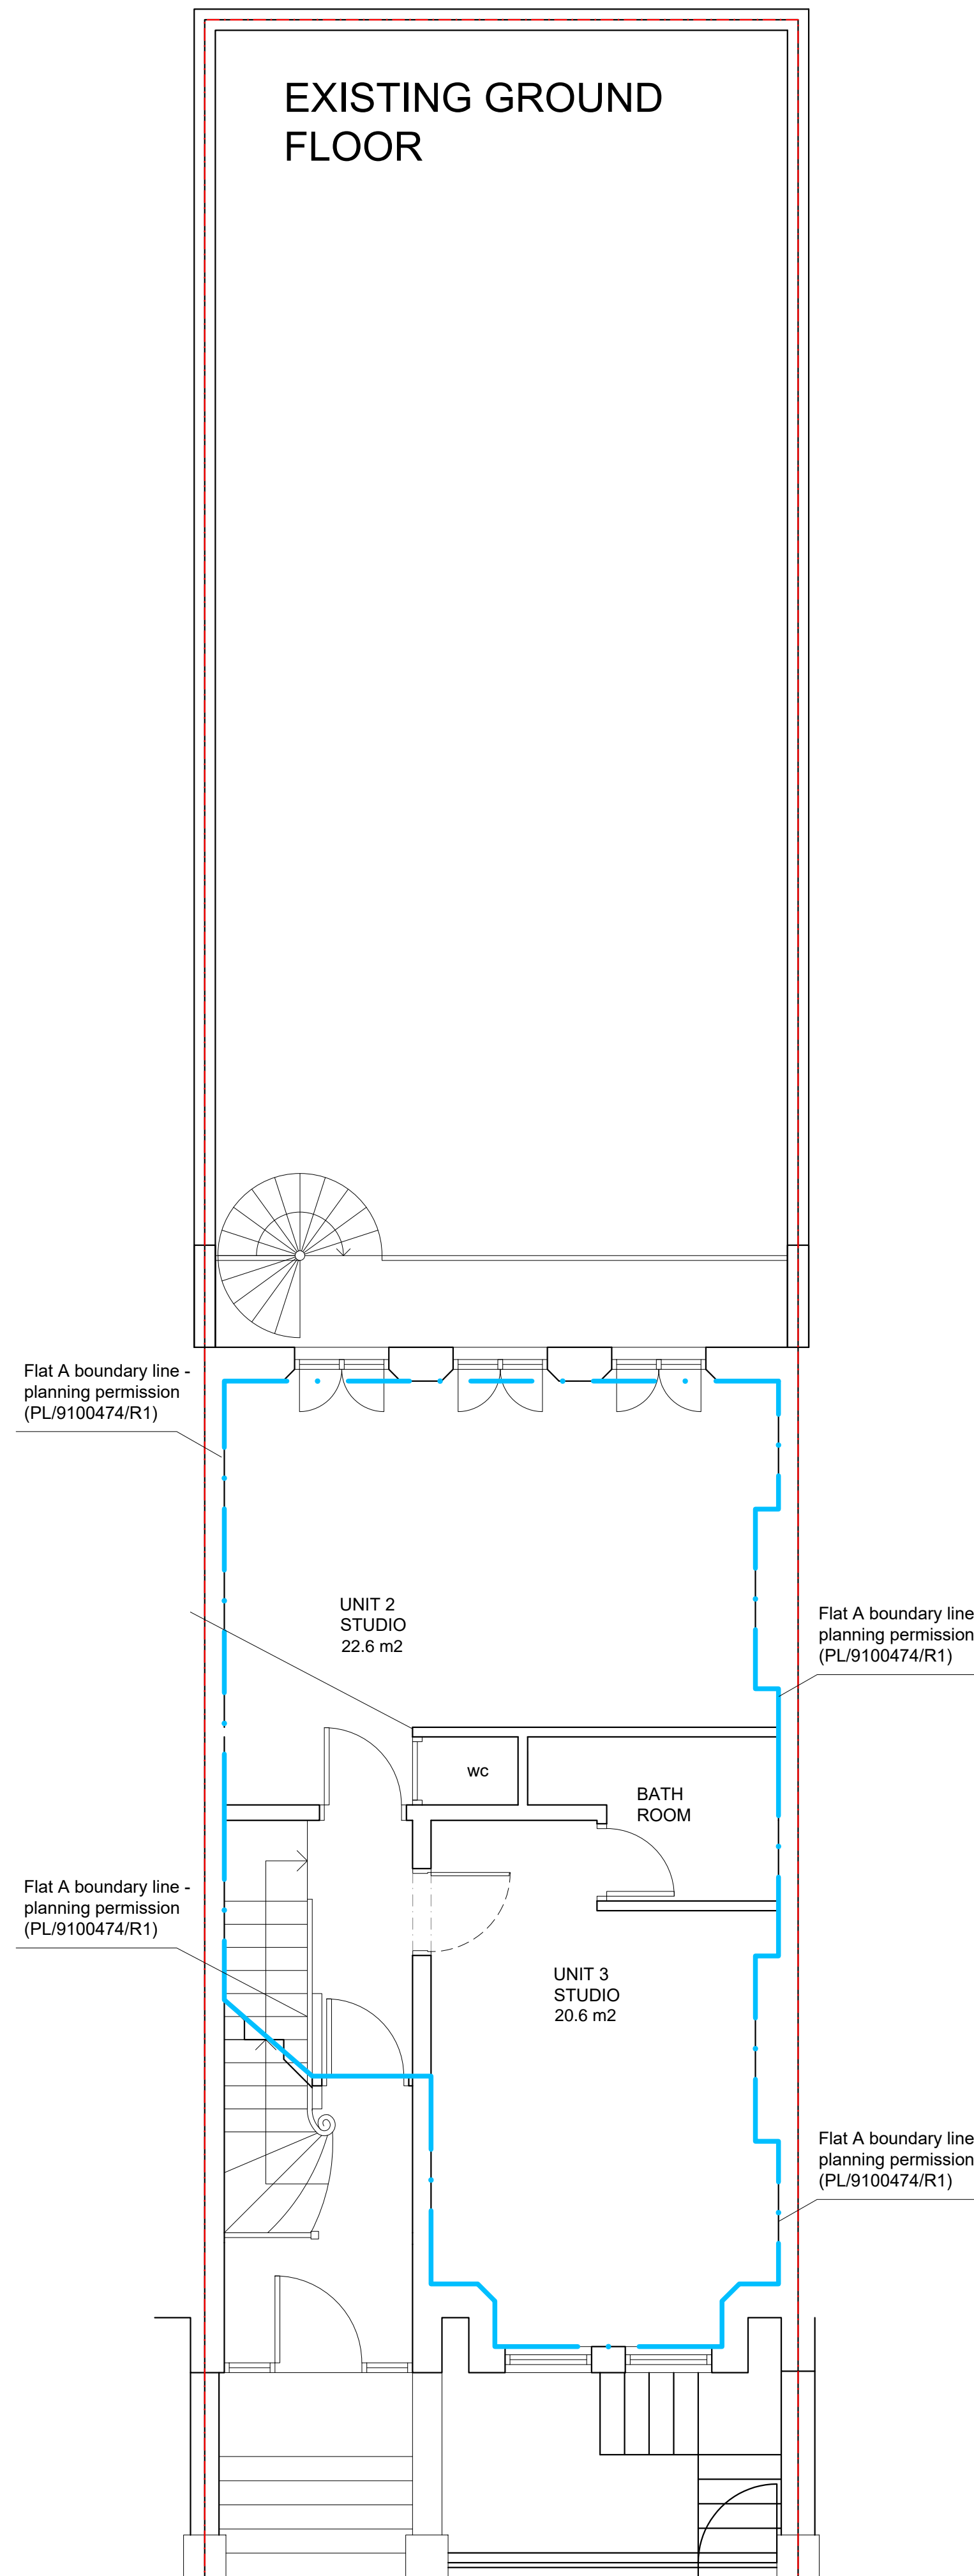 EXISTING GROUND
FLOOR
Flat A boundary line -
planning permission
(PL/9100474/R1)
UNIT 2
STUDIO
22.6 m2
Flat A boundary line
planning permission
(PL/9100474/R1)
wc
BATH
ROOM
Flat A boundary line -
planning permission
(PL/9100474/R1)
UNIT 3
STUDIO
20.6 m2
Flat A boundary line
planning permission
(PL/9100474/R1)